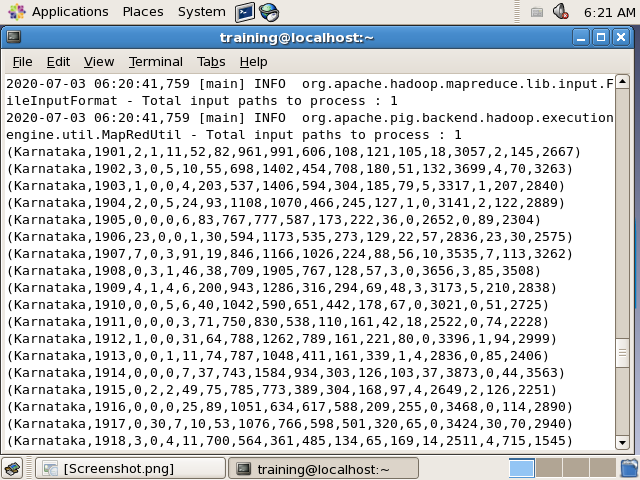 Applications Places System 6:21 AM
training@localhost:~
File Edit View Terminal Tabs Help
2020-07-03 06:20:41,759 [main] INFO  org.apache.hadoop.mapreduce.lib.input.F
ileInputFormat - Total input paths to process : 1
2020-07-03 06:20:41,759 [main] INFO  org.apache.pig.backend.hadoop.execution
engine.util.MapRedUtil - Total input paths to process : 1
(Karnataka,1901,2,1,11,52,82,961,991,606,108,121,105,18,3057,2,145,2667)
(Karnataka,1902,3,0,5,10,55,698,1402,454,708,180,51,132,3699,4,70,3263)
(Karnataka,1903,1,0,0,4,203,537,1406,594,304,185,79,5,3317,1,207,2840)
(Karnataka,1904,2,0,5,24,93,1108,1070,466,245,127,1,0,3141,2,122,2889)
(Karnataka,1905,0,0,0,6,83,767,777,587,173,222,36,0,2652,0,89,2304)
(Karnataka,1906,23,0,0,1,30,594,1173,535,273,129,22,57,2836,23,30,2575)
(Karnataka,1907,7,0,3,91,19,846,1166,1026,224,88,56,10,3535,7,113,3262)
(Karnataka,1908,0,3,1,46,38,709,1905,767,128,57,3,0,3656,3,85,3508)
(Karnataka,1909,4,1,4,6,200,943,1286,316,294,69,48,3,3173,5,210,2838)
(Karnataka,1910,0,0,5,6,40,1042,590,651,442,178,67,0,3021,0,51,2725)
(Karnataka,1911,0,0,0,3,71,750,830,538,110,161,42,18,2522,0,74,2228)
(Karnataka,1912,1,0,0,31,64,788,1262,789,161,221,80,0,3396,1,94,2999)
(Karnataka,1913,0,0,1,11,74,787,1048,411,161,339,1,4,2836,0,85,2406)
(Karnataka,1914,0,0,0,7,37,743,1584,934,303,126,103,37,3873,0,44,3563)
(Karnataka,1915,0,2,2,49,75,785,773,389,304,168,97,4,2649,2,126,2251)
(Karnataka,1916,0,0,0,25,89,1051,634,617,588,209,255,0,3468,0,114,2890)
(Karnataka,1917,0,30,7,10,53,1076,766,598,501,320,65,0,3424,30,70,2940)
(Karnataka,1918,3,0,4,11,700,564,361,485,134,65,169,14,2511,4,715,1545)
[Screenshot.png] training@localhost:~